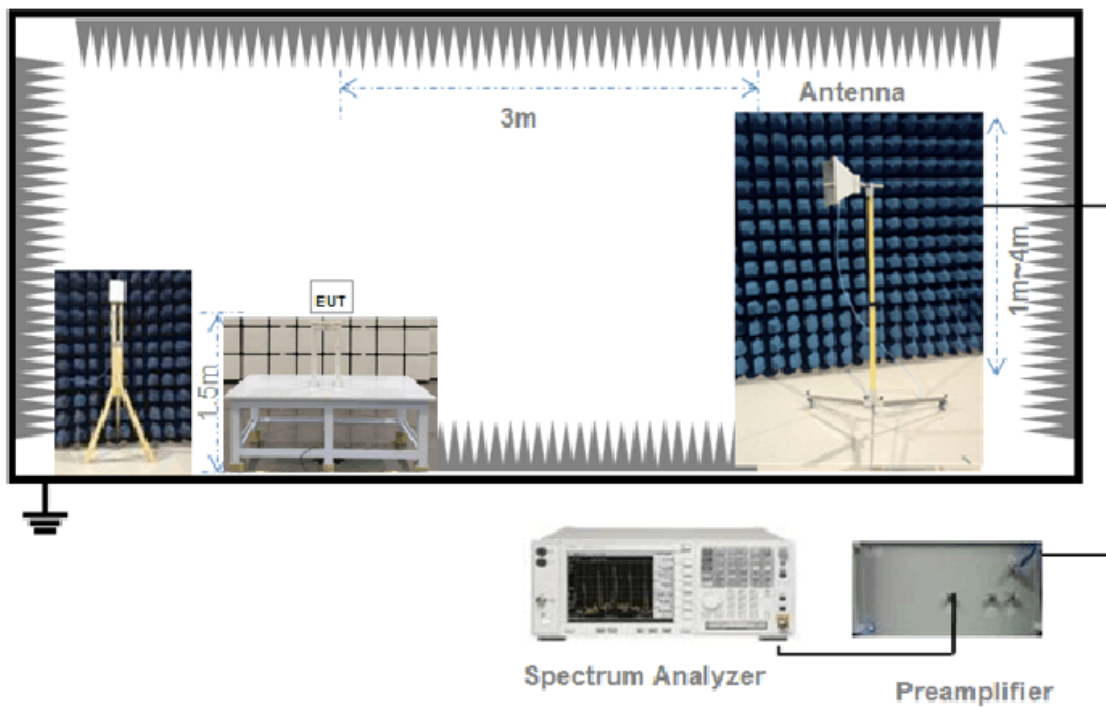 Antenna
3m
1m~4m
EUT
1.5m
Spectrum Analyzer
Preamplifier